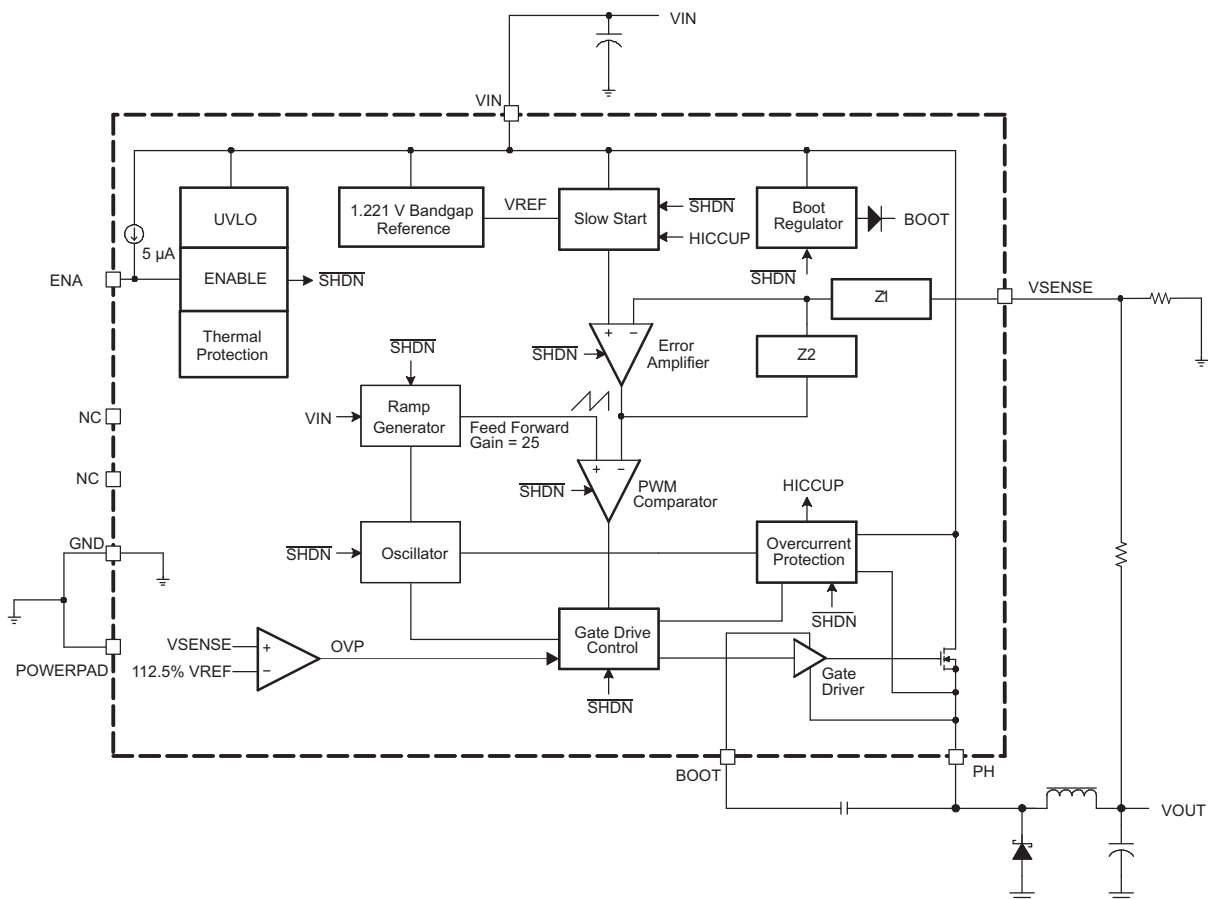 VIN
VIN
UVLO
1.221 V Bandgap
Reference
VREF
Slow Start
SHDN
HICCUP
Boot
Regulator
BOOT
5 µA
ENA
ENABLE
SHDN
SHDN
VSENSE
Z1
Thermal
Protection
SHDN
Error
Amplifier
Z2
SHDN
VIN
Ramp
Generator
Feed Forward
Gain = 25
NC
NC
SHDN
PWM
Comparator
HICCUP
GND
SHDN
Oscillator
Overcurrent
Protection
SHDN
POWERPAD
VSENSE
112.5% VREF
OVP
Gate Drive
Control
SHDN
Gate
Driver
BOOT
PH
VOUT
+
−
+
−
+
−